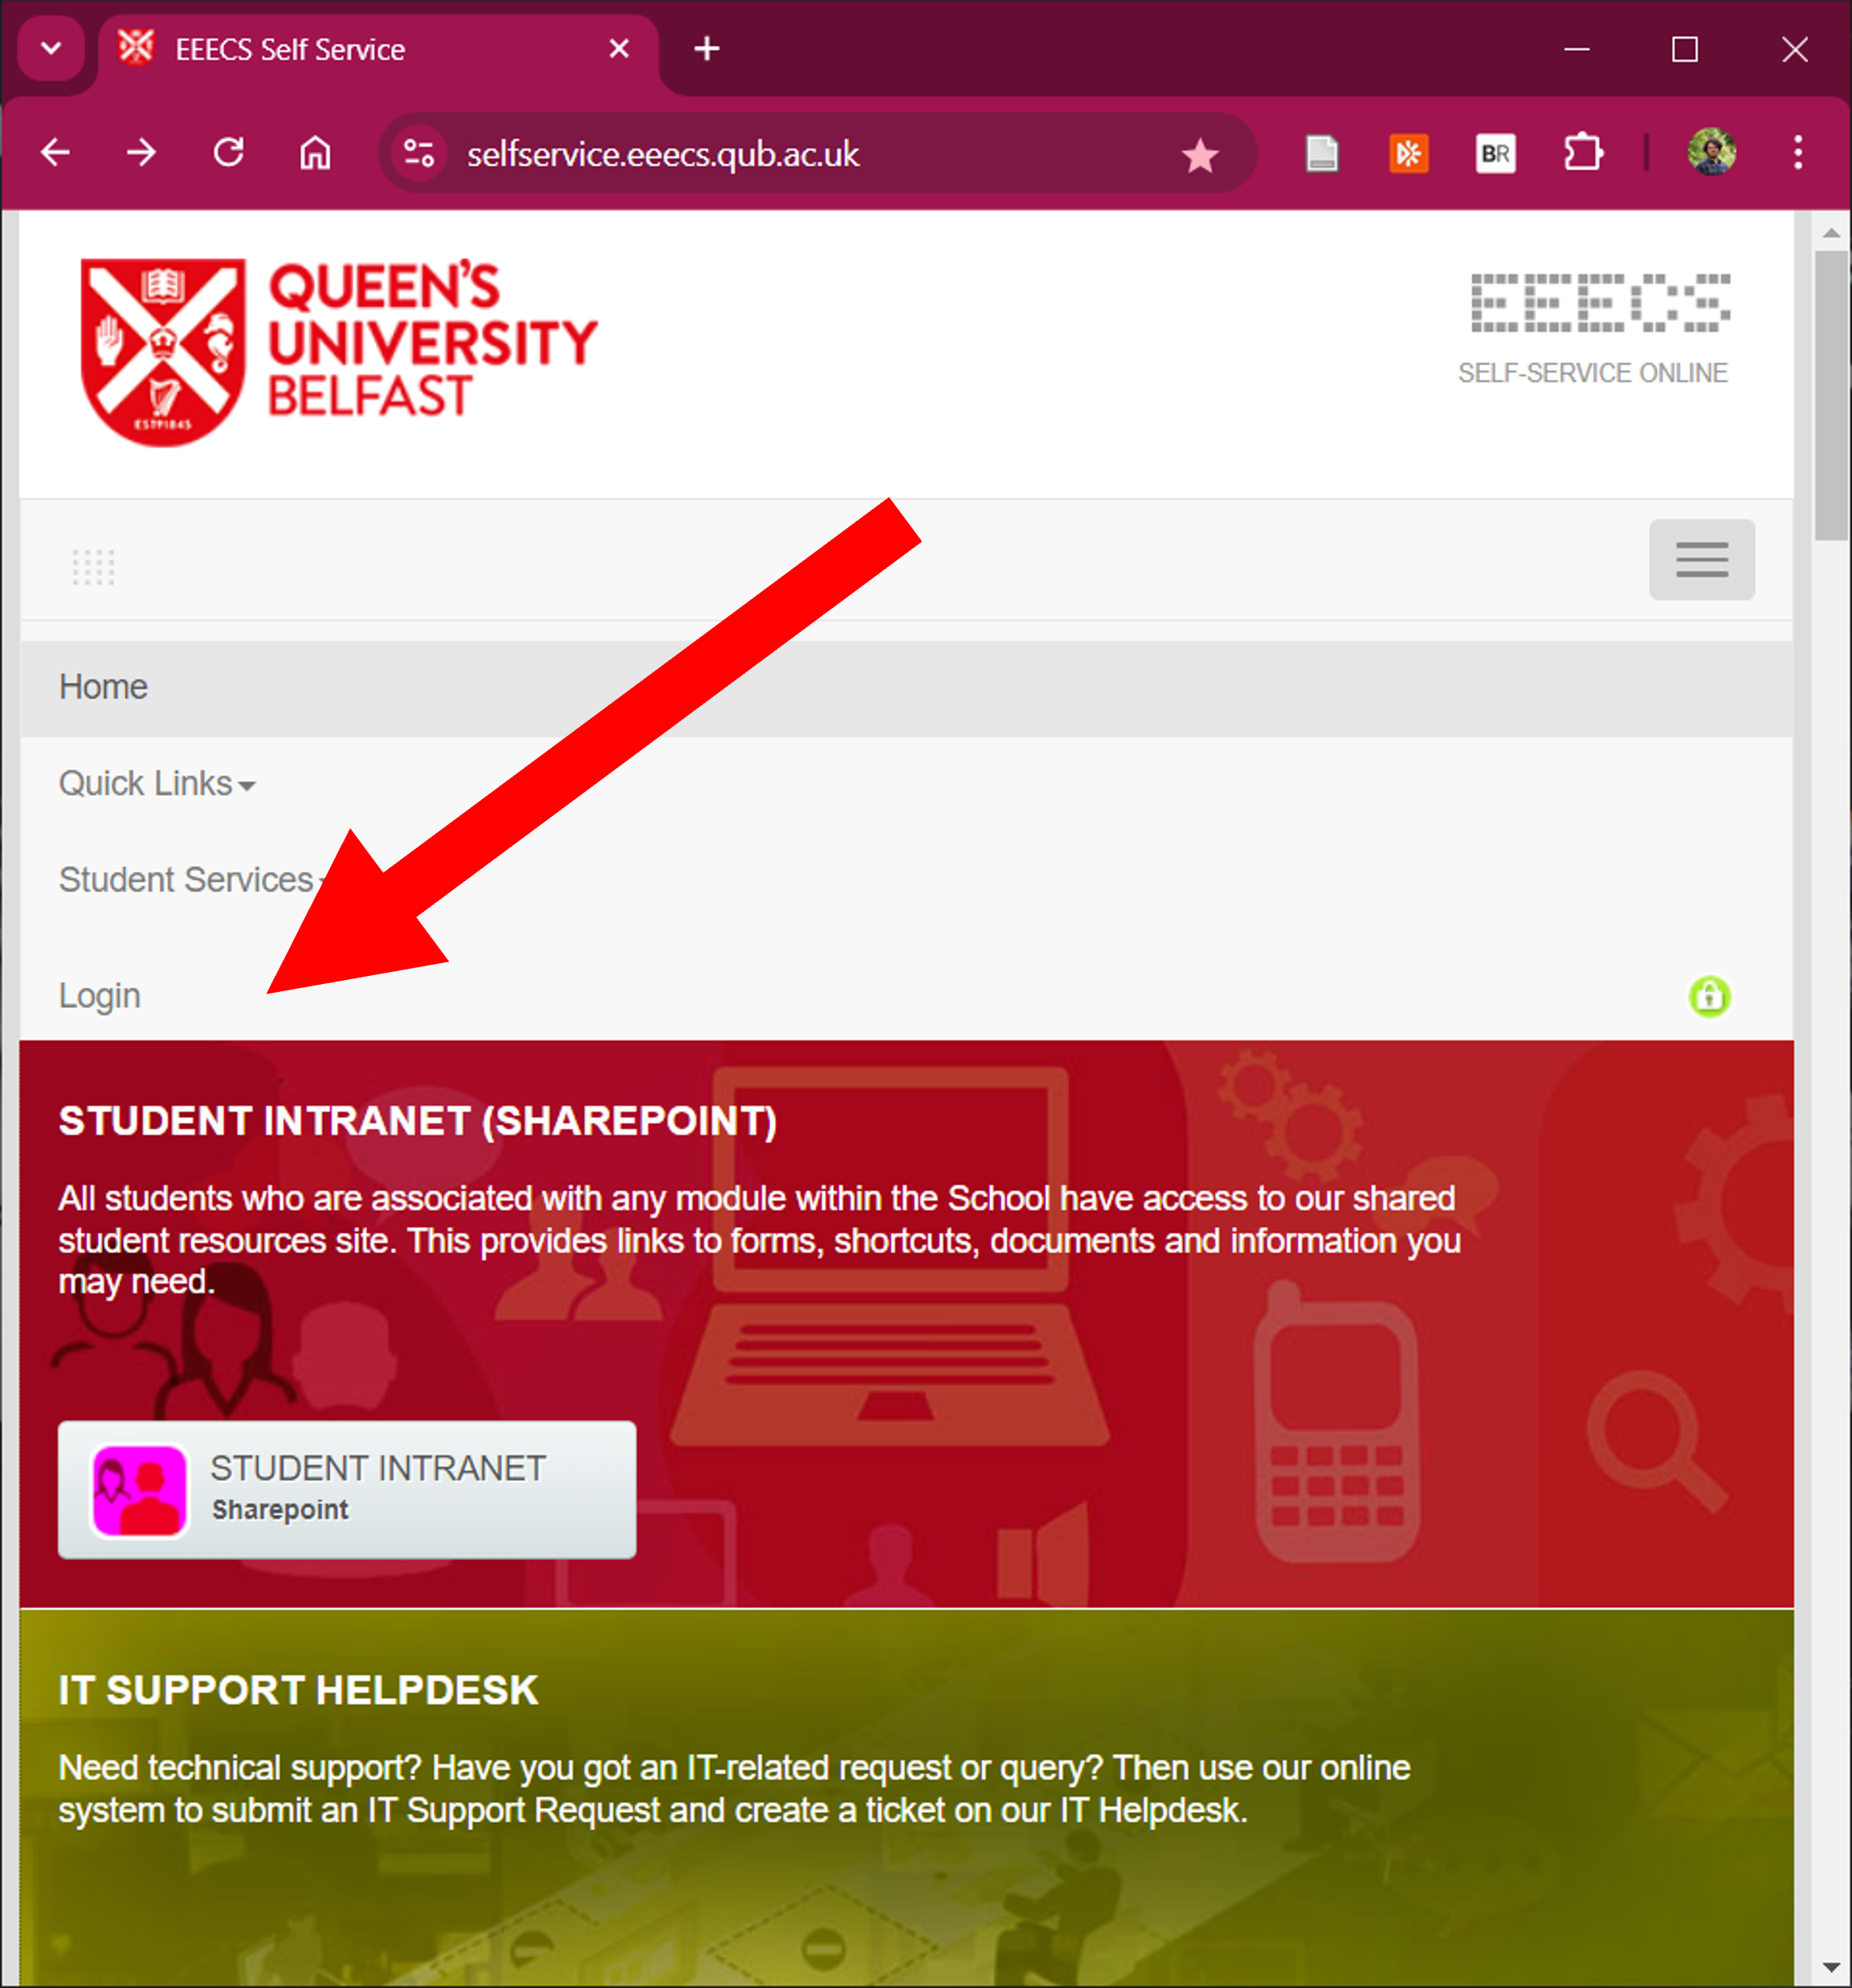 EEECS Self Service
selfservice.eeecs.qub.ac.uk
BR
QUEEN'S
UNIVERSITY
BELFAST
ESTD1845
EEECS
SELF-SERVICE ONLINE
Home
Quick Links
Student Services
Login
STUDENT INTRANET (SHAREPOINT)
All students who are associated with any module within the School have access to our shared
student resources site. This provides links to forms, shortcuts, documents and information you
may need.
STUDENT INTRANET
Sharepoint
IT SUPPORT HELPDESK
Need technical support? Have you got an IT-related request or query? Then use our online
system to submit an IT Support Request and create a ticket on our IT Helpdesk.